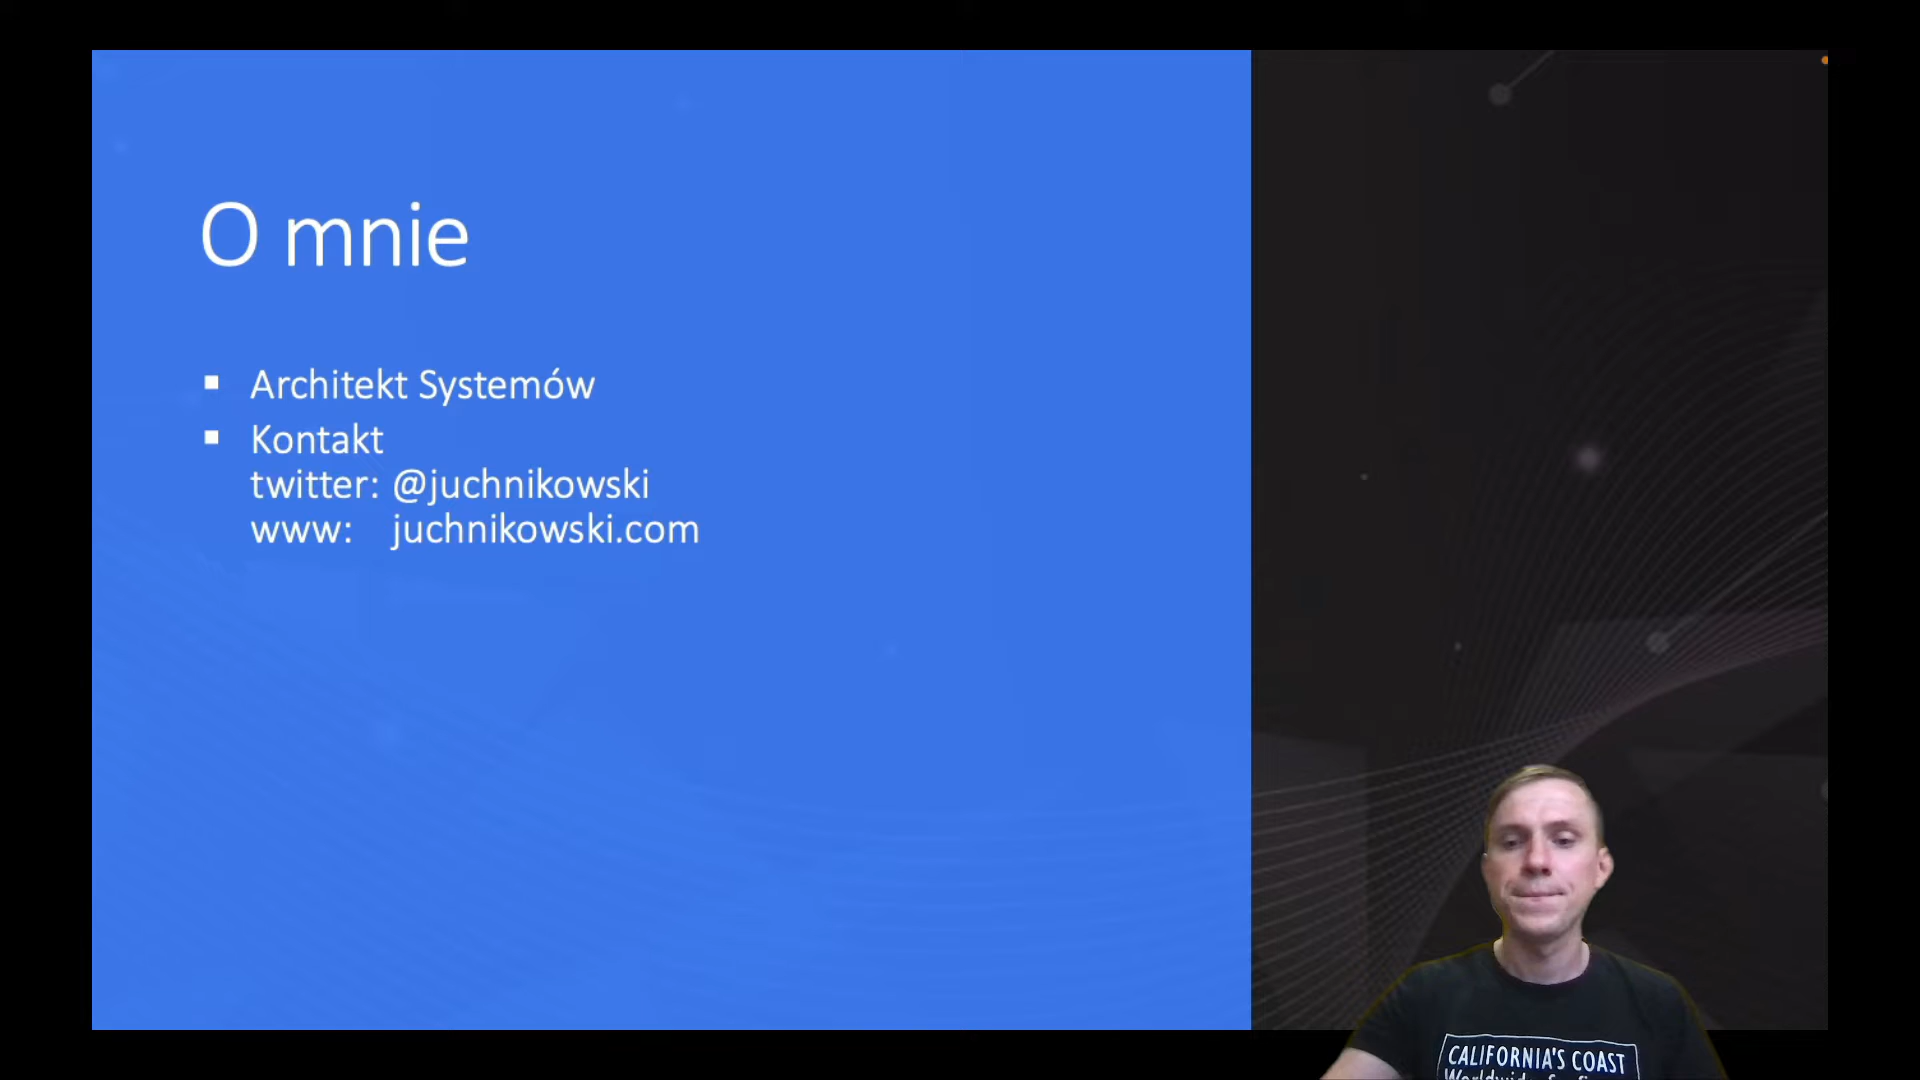 O mnie
Architekt Systemów
Kontakt
twitter: @juchnikowski
www: juchnikowski.com
CALIFORNIA'S COAST